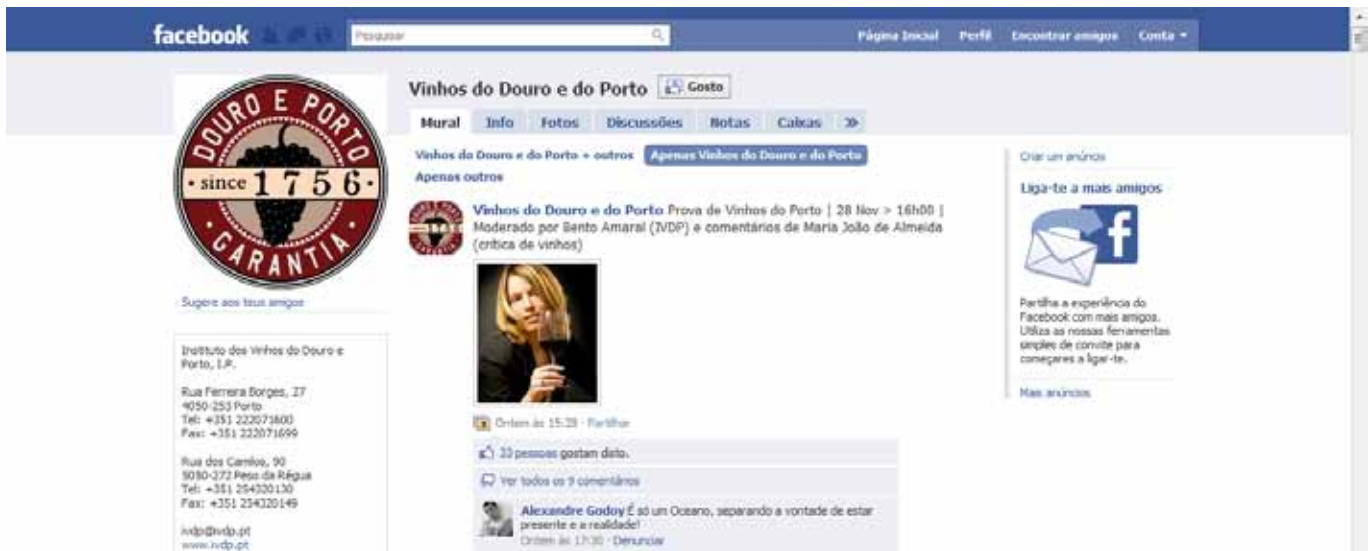 facebook
Pesquisar
Página Inicial Perfil Encontrar amigos Conta
DOURO E PORTO
since 1756
GARANTIA
Sugere aos teus amigos
Instituto dos Vinhos do Douro e
Porto, I.P.
Rua Ferreira Borges, 27
4050-253 Porto
Tel: +351 222071600
Fax: +351 222071699
Rua dos Camilos, 90
5050-272 Peso da Régua
Tel: +351 254320130
Fax: +351 254320149
ivdp@ivdp.pt
www.ivdp.pt
Vinhos do Douro e do Porto Gosto
Mural Info Fotos Discussões Notas Caixas »
Vinhos do Douro e do Porto + outros Apenas Vinhos do Douro e do Porto
Apenas outros
Vinhos do Douro e do Porto Prova de Vinhos do Porto | 28 Nov > 16h00 |
Moderado por Bento Amaral (IVDP) e comentários de Maria João de Almeida
(crítica de vinhos)
Ontem às 15:28 · Partilhar
33 pessoas gostam disto.
Ver todos os 9 comentários
Alexandre Godoy É só um Oceano, separando a vontade de estar
presente e a realidade!
Ontem às 17:30 · Denunciar
Criar um anúncio
Liga-te a mais amigos
f
Partilha a experiência do
Facebook com mais amigos.
Utiliza as nossas ferramentas
simples de convite para
começares a ligar-te.
Mais anúncios